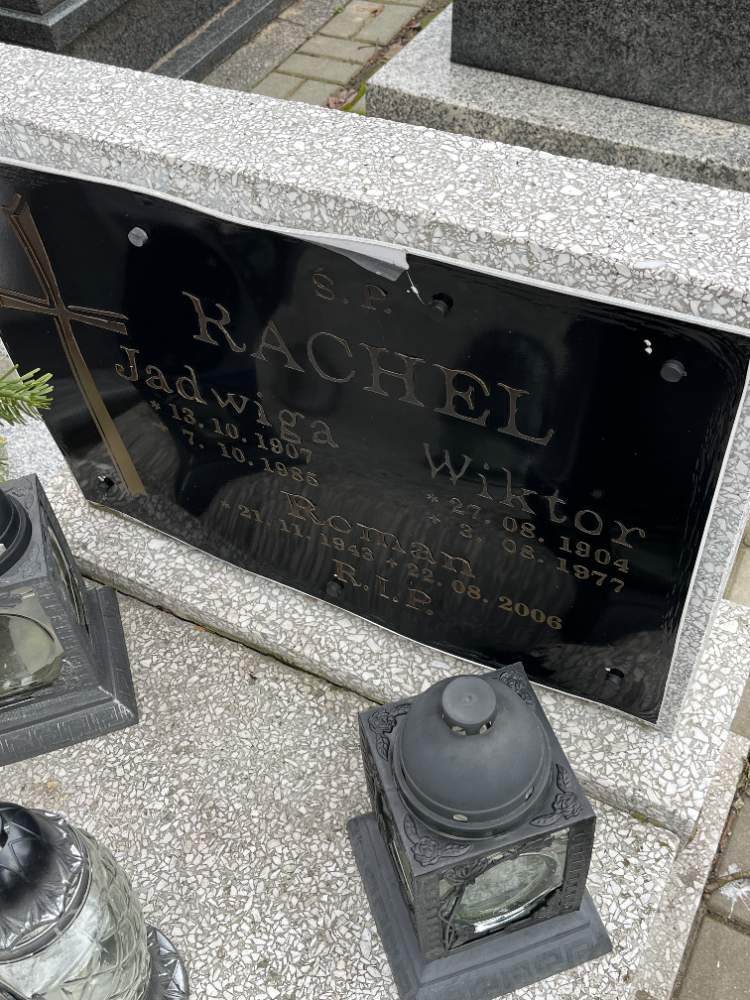 Ś. P.
RACHEL
Jadwiga Wiktor
* 13. 10. 1907 * 27. 08. 1904
+ 7. 10. 1985 + 3. 08. 1977
Roman
* 21. 11. 1943 + 22. 08. 2006
R.I.P.